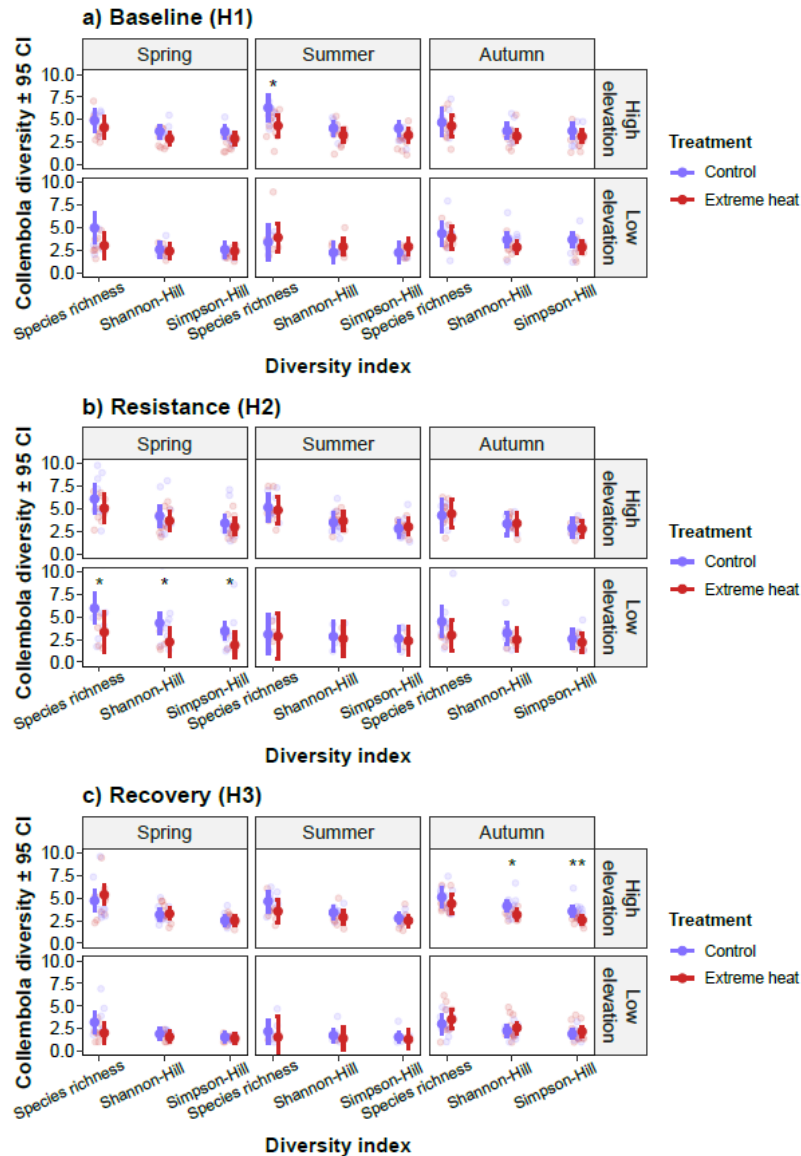 a) Baseline (H1)
Spring Summer Autumn
Collembola diversity ± 95 CI
10.0
7.5
5.0
2.5
0.0
*
High
elevation
10.0
7.5
5.0
2.5
0.0
Low
elevation
Species richness Shannon-Hill Simpson-Hill Species richness Shannon-Hill Simpson-Hill Species richness Shannon-Hill Simpson-Hill
Diversity index
Treatment
Control
Extreme heat
b) Resistance (H2)
Spring Summer Autumn
Collembola diversity ± 95 CI
10.0
7.5
5.0
2.5
0.0
High
elevation
10.0
7.5
5.0
2.5
0.0
* * *
Low
elevation
Species richness Shannon-Hill Simpson-Hill Species richness Shannon-Hill Simpson-Hill Species richness Shannon-Hill Simpson-Hill
Diversity index
Treatment
Control
Extreme heat
c) Recovery (H3)
Spring Summer Autumn
Collembola diversity ± 95 CI
10.0
7.5
5.0
2.5
0.0
* **
High
elevation
10.0
7.5
5.0
2.5
0.0
Low
elevation
Species richness Shannon-Hill Simpson-Hill Species richness Shannon-Hill Simpson-Hill Species richness Shannon-Hill Simpson-Hill
Diversity index
Treatment
Control
Extreme heat